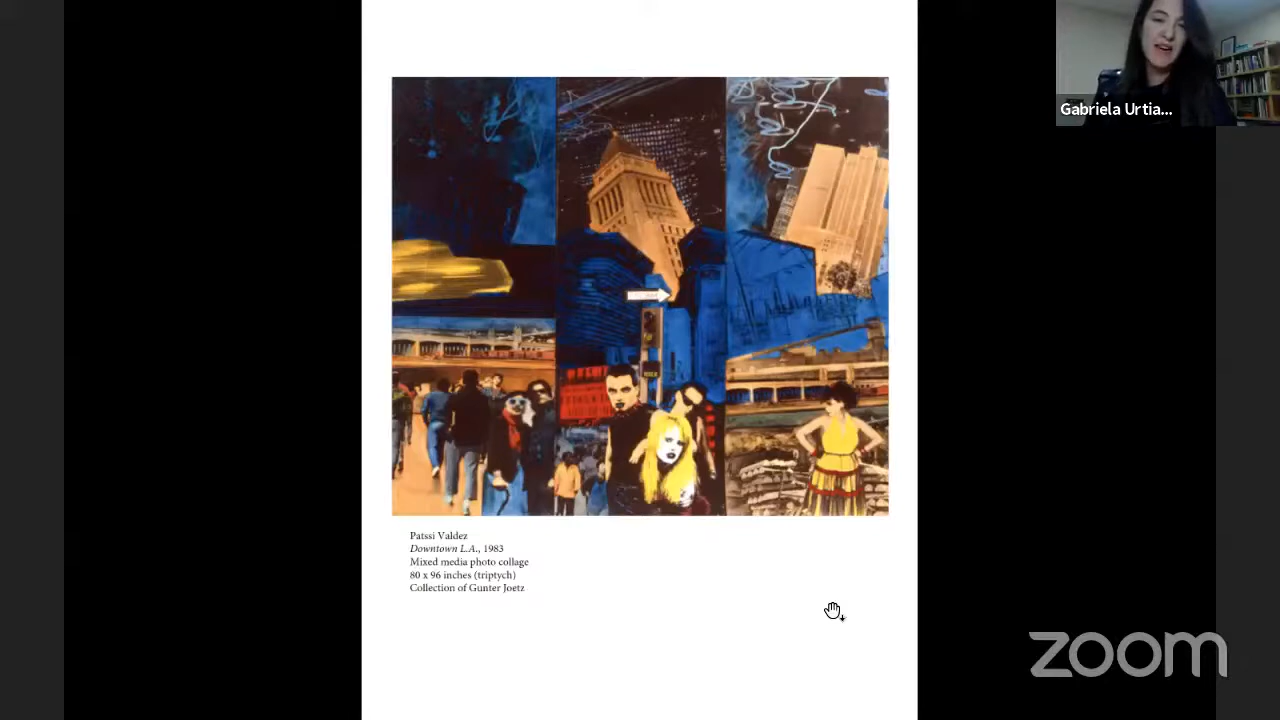 Gabriela Urtia...
Patssi Valdez
Downtown L.A., 1983
Mixed media photo collage
80 x 96 inches (triptych)
Collection of Gunter Joetz
zoom